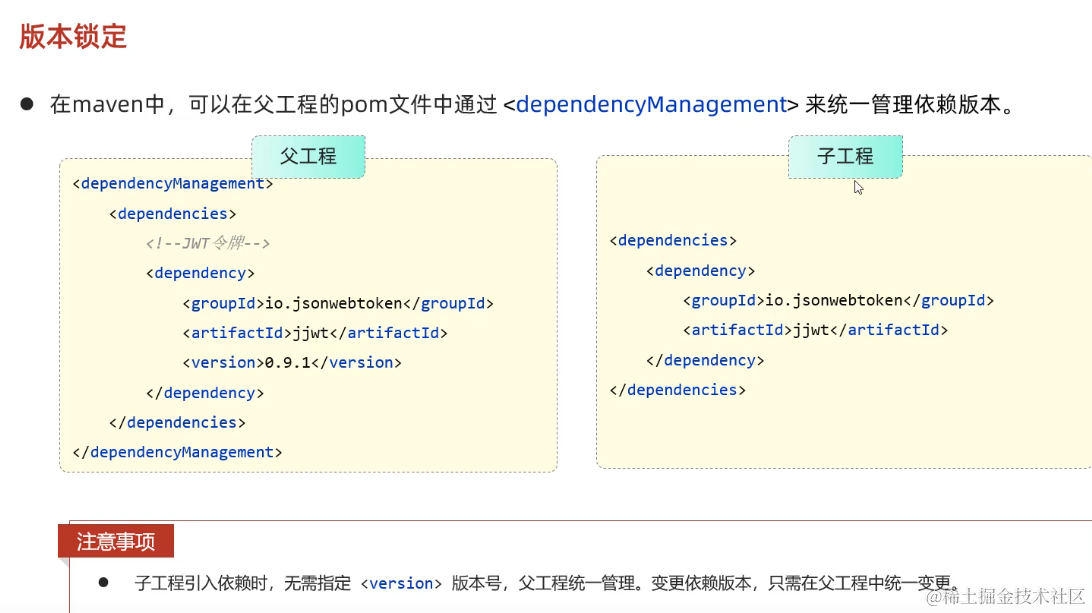 版本锁定
● 在maven中，可以在父工程的pom文件中通过 <dependencyManagement> 来统一管理依赖版本。
父工程
<dependencyManagement>
<dependencies>
<!--JWT令牌-->
<dependency>
<groupId>io.jsonwebtoken</groupId>
<artifactId>jjwt</artifactId>
<version>0.9.1</version>
</dependency>
</dependencies>
</dependencyManagement>
子工程
<dependencies>
<dependency>
<groupId>io.jsonwebtoken</groupId>
<artifactId>jjwt</artifactId>
</dependency>
</dependencies>
注意事项
● 子工程引入依赖时，无需指定 <version> 版本号，父工程统一管理。变更依赖版本，只需在父工程中统一变更。
@稀土掘金技术社区